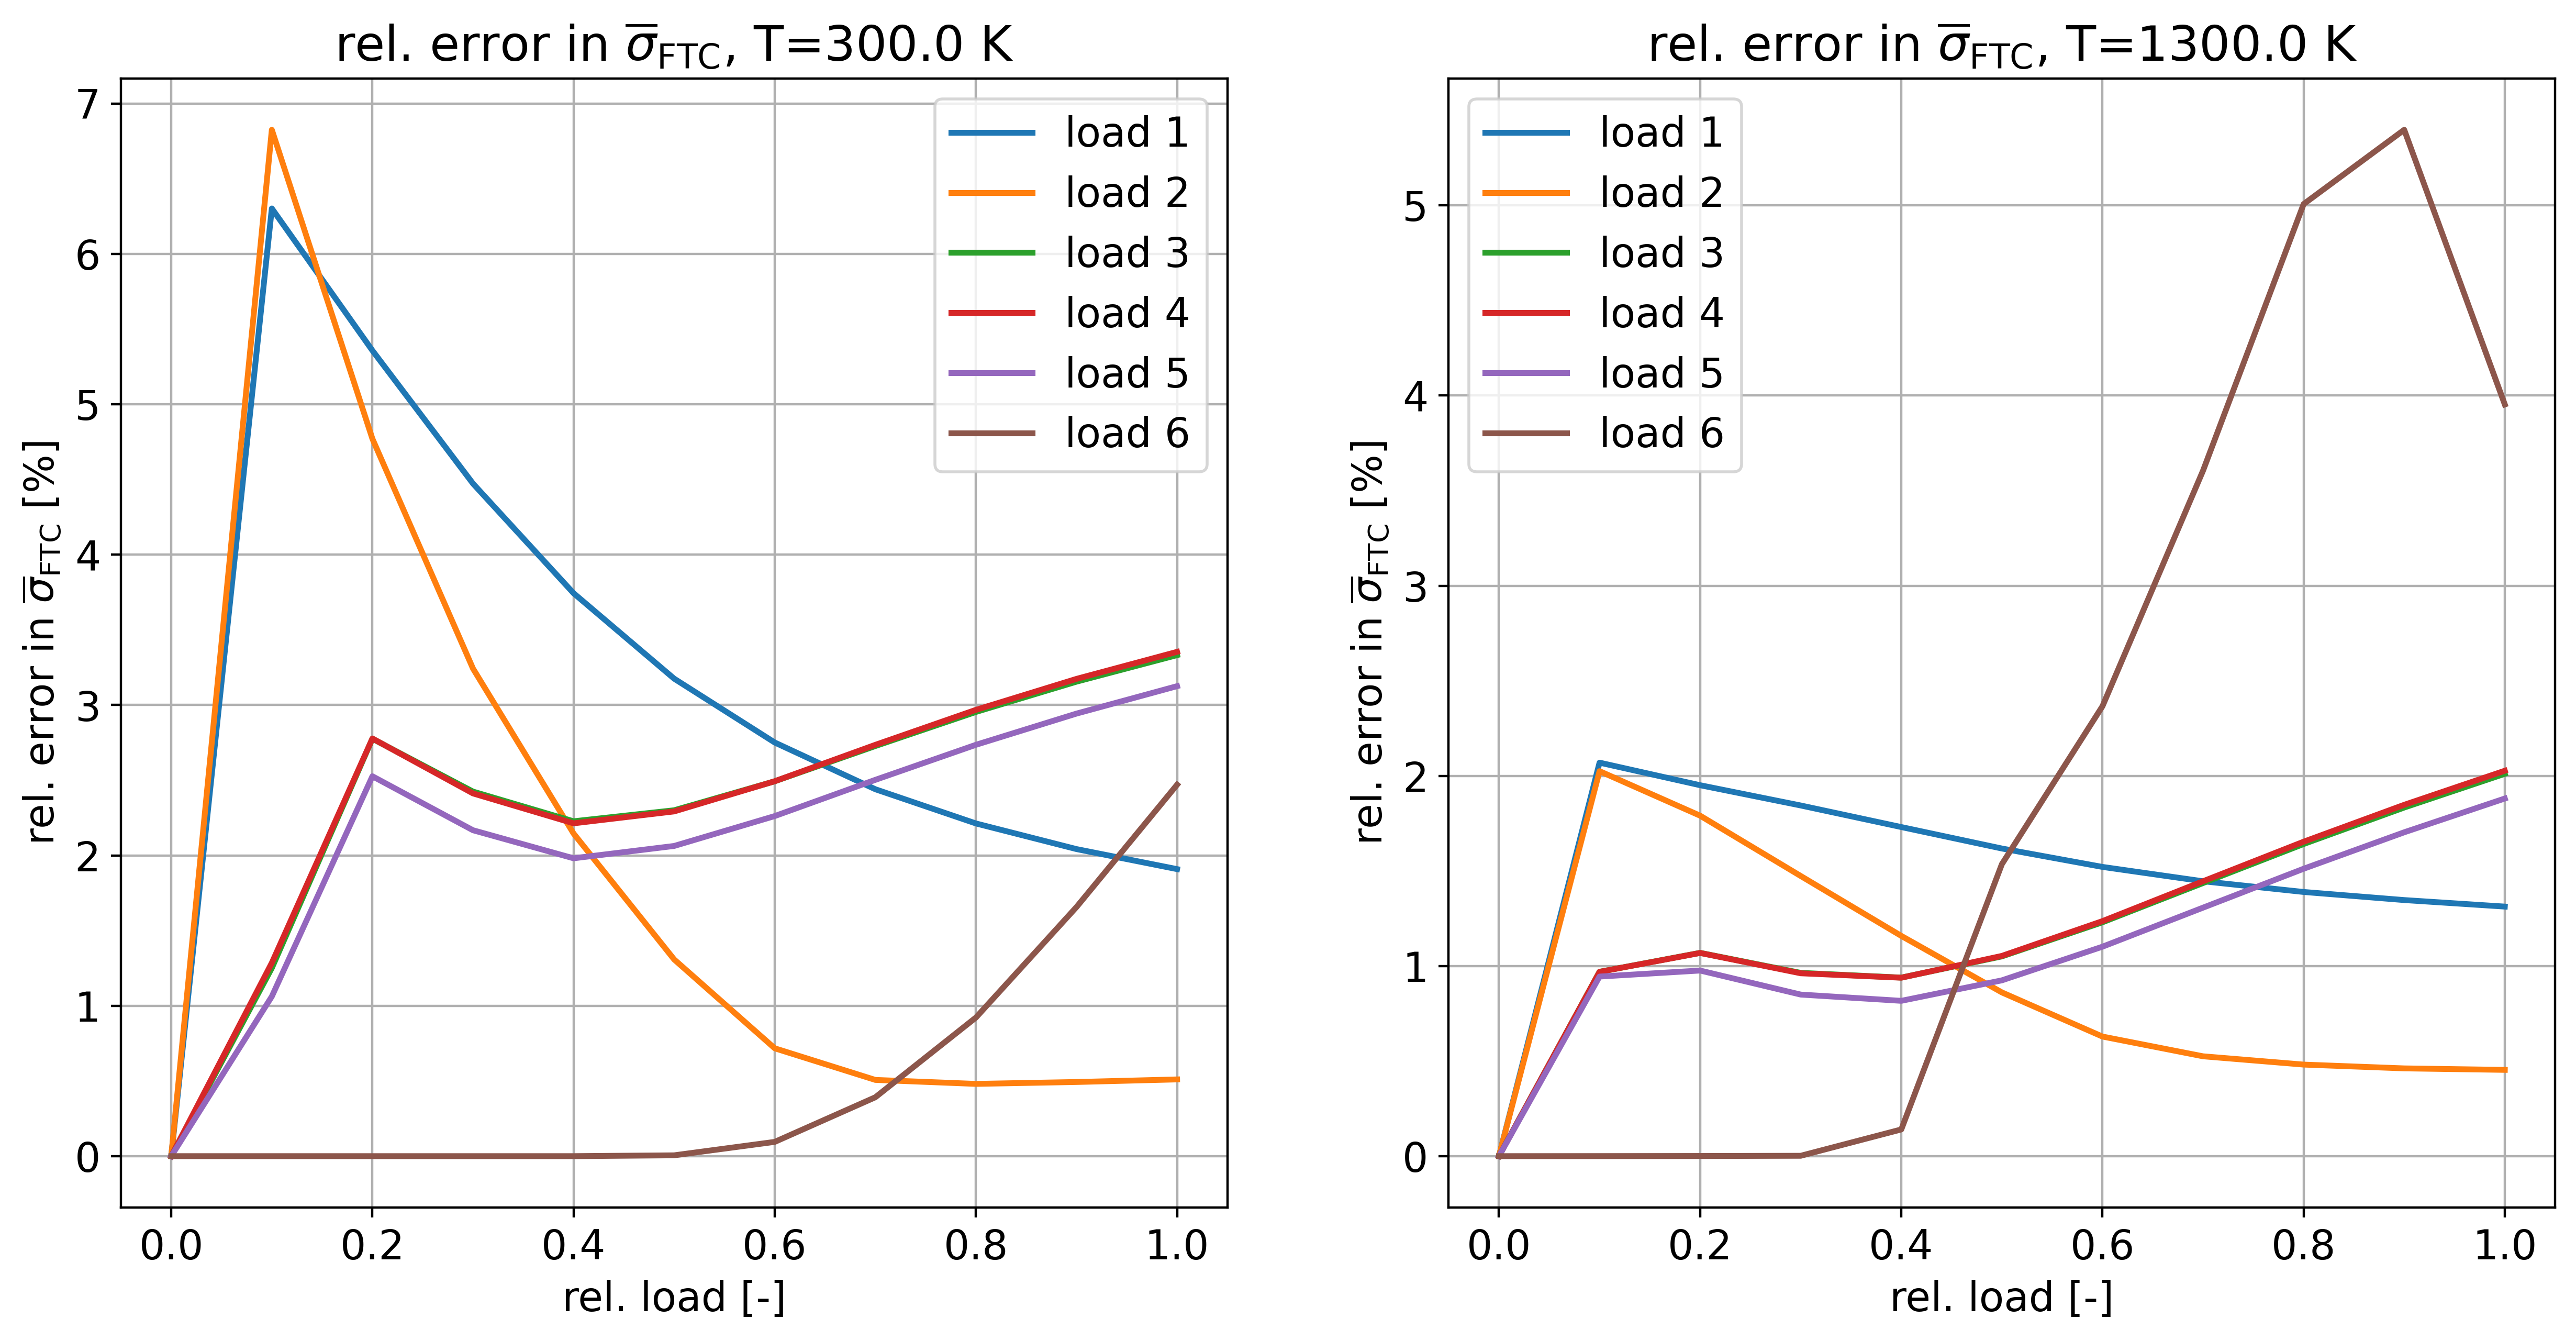 rel. error in σ̅FTC, T=300.0 K
rel. error in σ̅FTC [%]
7
6
5
4
3
2
1
0
0.0 0.2 0.4 0.6 0.8 1.0
rel. load [-]
load 1
load 2
load 3
load 4
load 5
load 6
rel. error in σ̅FTC, T=1300.0 K
rel. error in σ̅FTC [%]
5
4
3
2
1
0
0.0 0.2 0.4 0.6 0.8 1.0
rel. load [-]
load 1
load 2
load 3
load 4
load 5
load 6